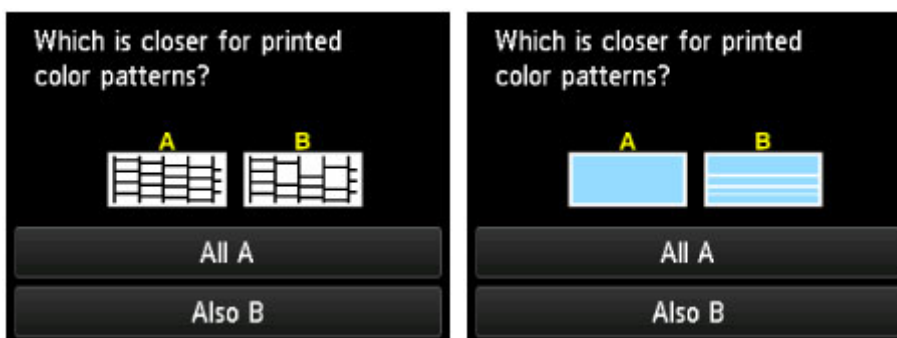 Which is closer for printed
color patterns?
A B
All A
Also B
Which is closer for printed
color patterns?
A B
All A
Also B